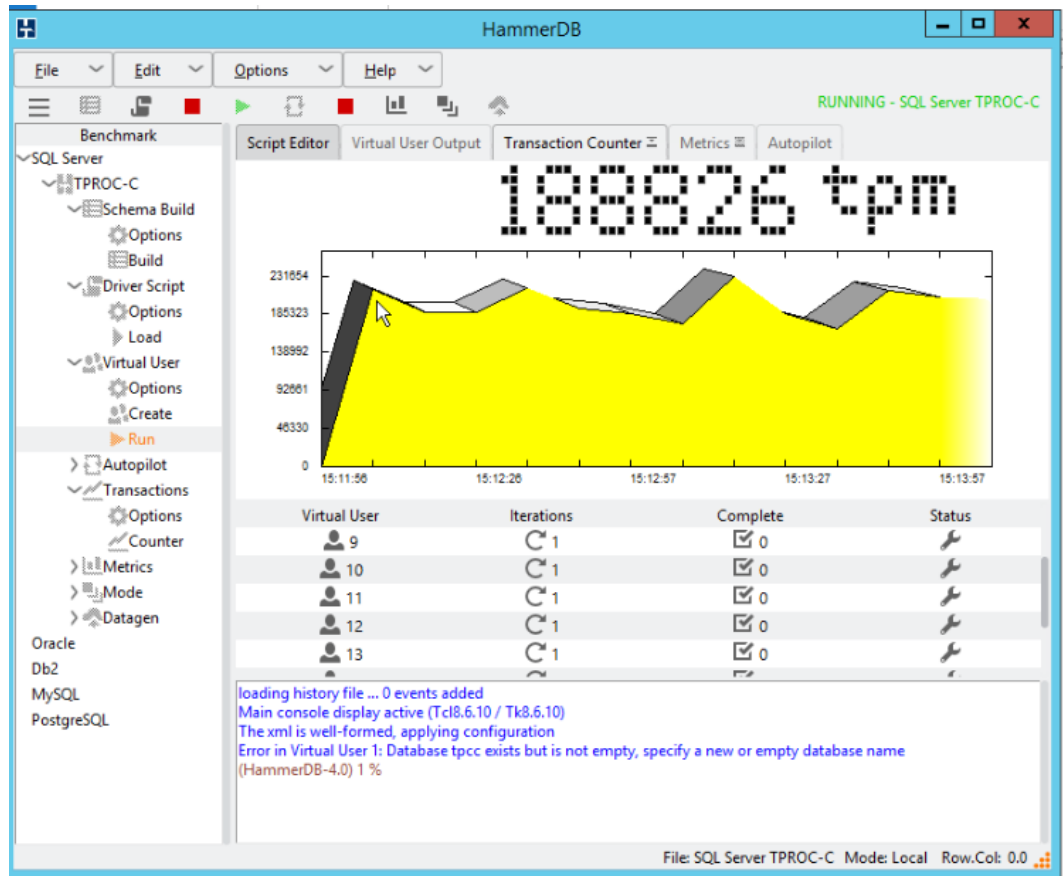 HammerDB
File Edit Options Help
RUNNING - SQL Server TPROC-C
Benchmark
SQL Server
TPROC-C
Schema Build
Options
Build
Driver Script
Options
Load
Virtual User
Options
Create
Run
Autopilot
Transactions
Options
Counter
Metrics
Mode
Datagen
Oracle
Db2
MySQL
PostgreSQL
Script Editor Virtual User Output Transaction Counter Metrics Autopilot
188826 tpm
231654
185323
138992
92661
46330
0
15:11:56 15:12:26 15:12:57 15:13:27 15:13:57
Virtual User Iterations Complete Status
9 1 0
10 1 0
11 1 0
12 1 0
13 1 0
loading history file ... 0 events added
Main console display active (Tcl8.6.10 / Tk8.6.10)
The xml is well-formed, applying configuration
Error in Virtual User 1: Database tpcc exists but is not empty, specify a new or empty database name
(HammerDB-4.0) 1 %
File: SQL Server TPROC-C Mode: Local Row.Col: 0.0